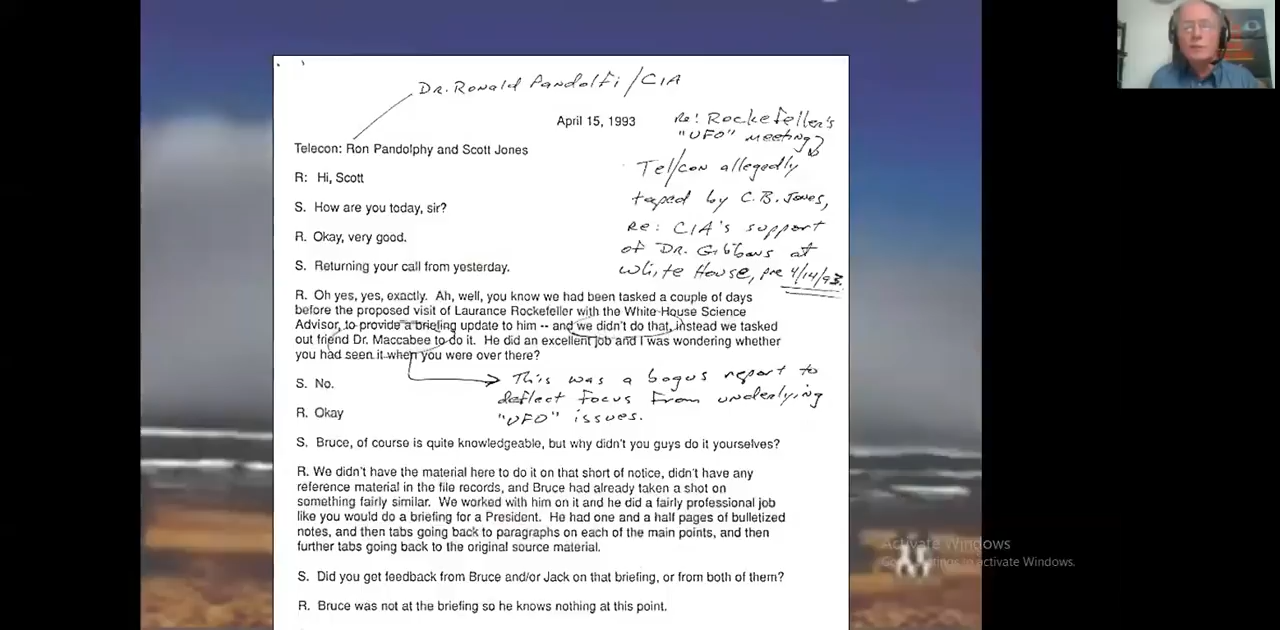 Dr. Ronald Pandolfi/CIA
April 15, 1993
Re: Rockefeller's
"UFO" meeting?
Telecon: Ron Pandolphy and Scott Jones
Tel/con allegedly
taped by C.B. Jones,
Re: CIA's support
of Dr. Gibbons at
White House, pre 4/14/93.
R: Hi, Scott
S. How are you today, sir?
R. Okay, very good.
S. Returning your call from yesterday.
R. Oh yes, yes, exactly. Ah, well, you know we had been tasked a couple of days
before the proposed visit of Laurance Rockefeller with the White House Science
Advisor, to provide a briefing update to him -- and we didn't do that, instead we tasked
out friend Dr. Maccabee to do it. He did an excellent job and I was wondering whether
you had seen it when you were over there?
This was a bogus report to
deflect focus from underlying
"UFO" issues.
S. No.
R. Okay
S. Bruce, of course is quite knowledgeable, but why didn't you guys do it yourselves?
R. We didn't have the material here to do it on that short of notice, didn't have any
reference material in the file records, and Bruce had already taken a shot on
something fairly similar. We worked with him on it and he did a fairly professional job
like you would do a briefing for a President. He had one and a half pages of bulletized
notes, and then tabs going back to paragraphs on each of the main points, and then
further tabs going back to the original source material.
S. Did you get feedback from Bruce and/or Jack on that briefing, or from both of them?
R. Bruce was not at the briefing so he knows nothing at this point.
Activate Windows